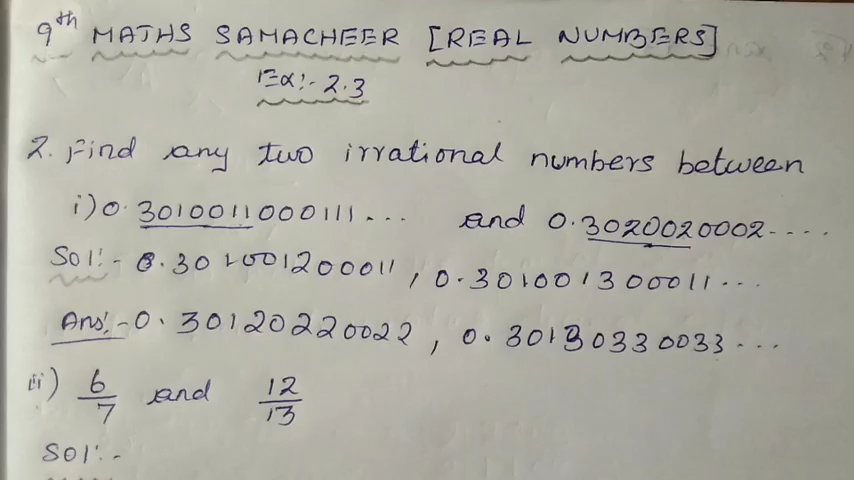 9th MATHS SAMACHEER [REAL NUMBERS]
Ex:- 2.3
2. Find any two irrational numbers between
i) 0.3010011000111... and 0.3020020002....
Sol:- 0.301001200011, 0.301001300011...
Ans:- 0.30120220022, 0.30130330033...
ii) 6/7 and 12/13
Sol:-